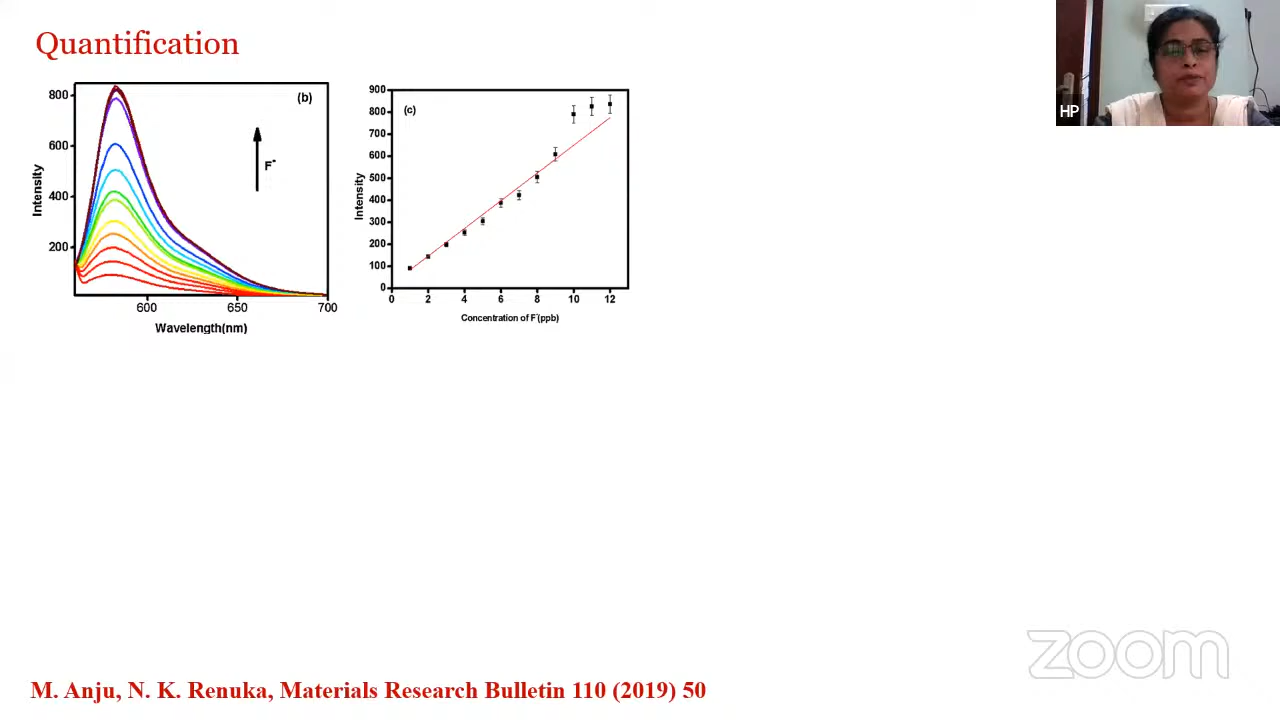 Quantification
HP
800
600
400
200
Intensity
(b)
F-
600
650
700
Wavelength(nm)
900
800
700
600
500
400
300
200
100
0
Intensity
(c)
0
2
4
6
8
10
12
Concentration of F-(ppb)
zoom
M. Anju, N. K. Renuka, Materials Research Bulletin 110 (2019) 50